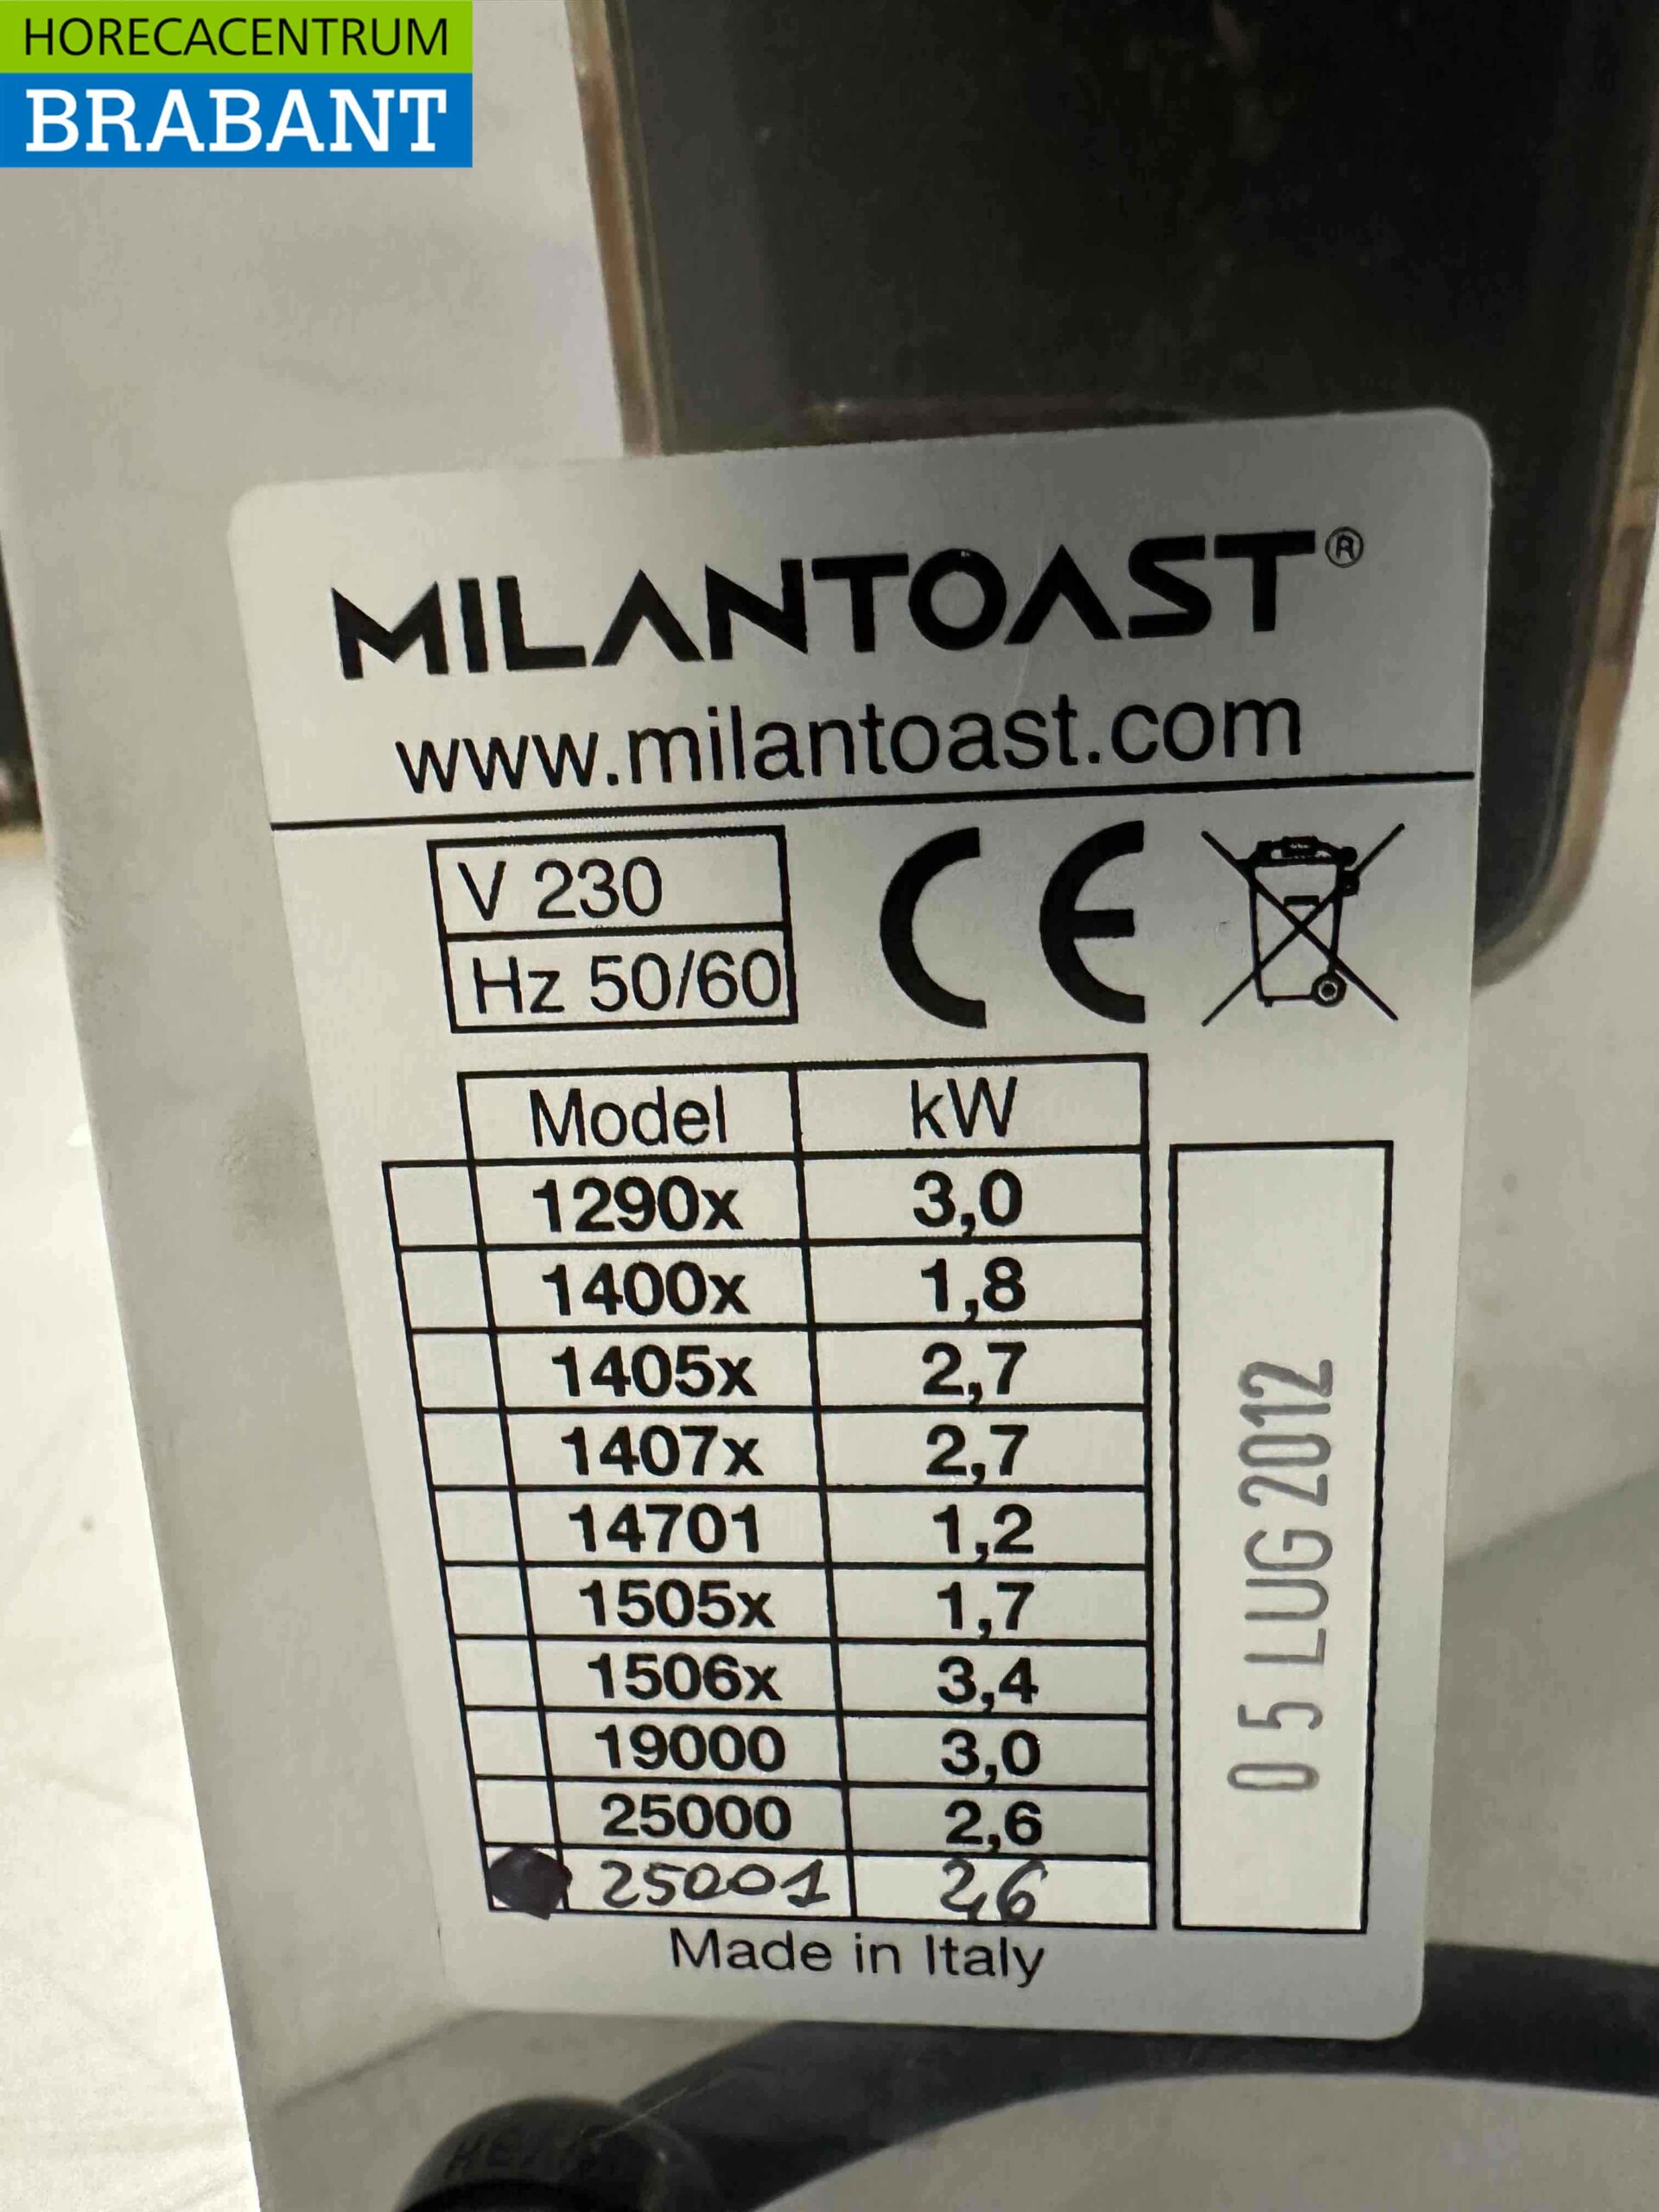 HORECACENTRUM
BRABANT
MILANTOAST®
www.milantoast.com
V 230
Hz 50/60
CE
Model kW
1290x 3,0
1400x 1,8
1405x 2,7
1407x 2,7
14701 1,2
1505x 1,7
1506x 3,4
19000 3,0
25000 2,6
25001 2,6
05 LUG 2012
Made in Italy